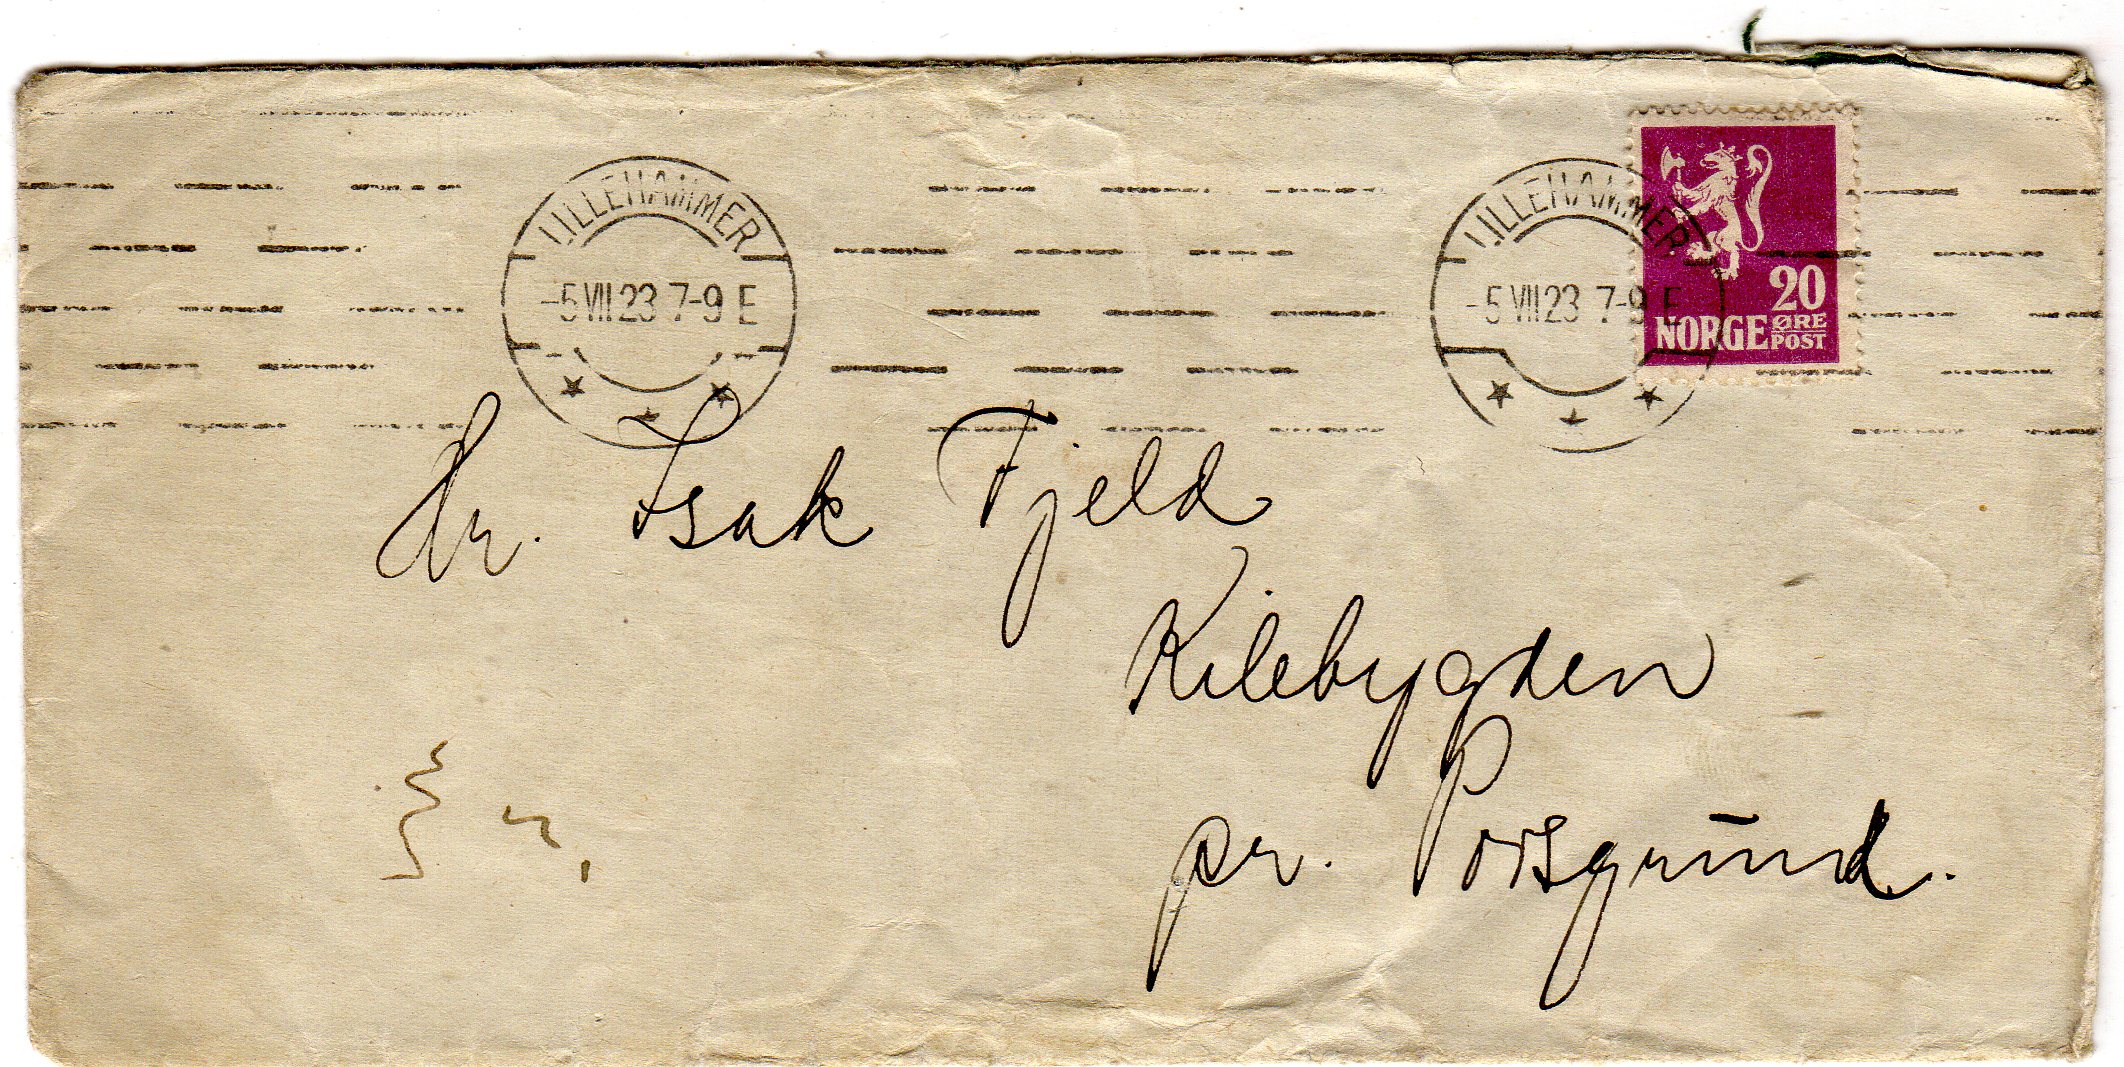 LILLEHAMMER
-5 VII 23 7-9 E
LILLEHAMMER
-5 VII 23 7-9 E
20
NORGE ØRE
POST
Hr. Isak Fjeld
Kilebygden
pr. Porsgrund.